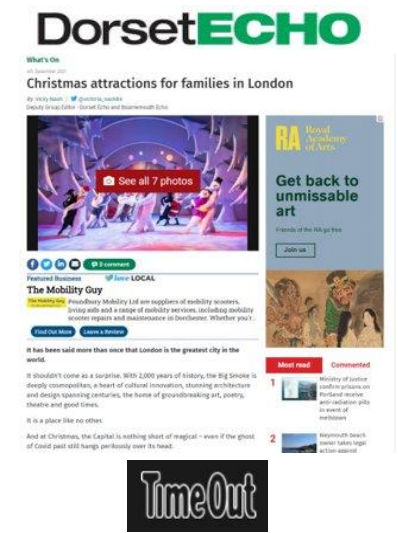 DorsetECHO
What's On
Christmas attractions for families in London
By Vicky Nash |
Deputy Group Editor - Dorset Echo and Bournemouth Echo
See all 7 photos
comment
Featured Business
love LOCAL
The Mobility Guy
Poundbury Mobility Ltd are suppliers of mobility scooters,
living aids and a range of mobility services, including mobility
scooter repairs and maintenance in Dorchester. Whether you'r...
Find Out More
Leave a Review
It has been said more than once that London is the greatest city in the
world.
It shouldn't come as a surprise. With 2,000 years of history, the Big Smoke is
deeply cosmopolitan, a heart of cultural innovation, stunning architecture
and design spanning centuries, the home of groundbreaking art, poetry,
theatre and good times.
It is a place like no other.
And at Christmas, the Capital is nothing short of magical – even if the ghost
of Covid past still hangs perilously over its head.
RA Royal
Academy
of Arts
Get back to
unmissable
art
Friends of the RA go free
Join us
Most read
Commented
1
Ministry of Justice
confirm prisons on
Portland receive
anti-radiation pills
in event of
meltdown
2
Weymouth beach
owner takes legal
action against
TimeOut